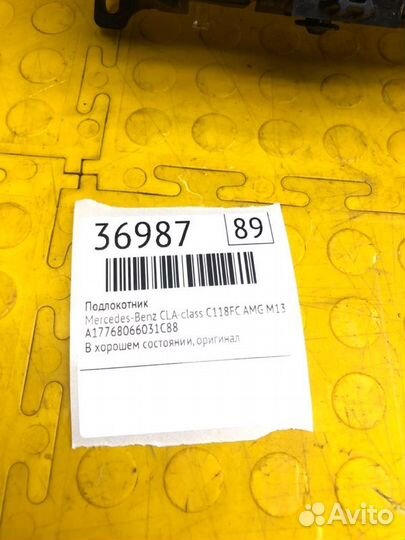 36987 89
Подлокотник
Mercedes-Benz CLA-class C118FC AMG M13
A17768066031C88
В хорошем состоянии, оригинал
Avito